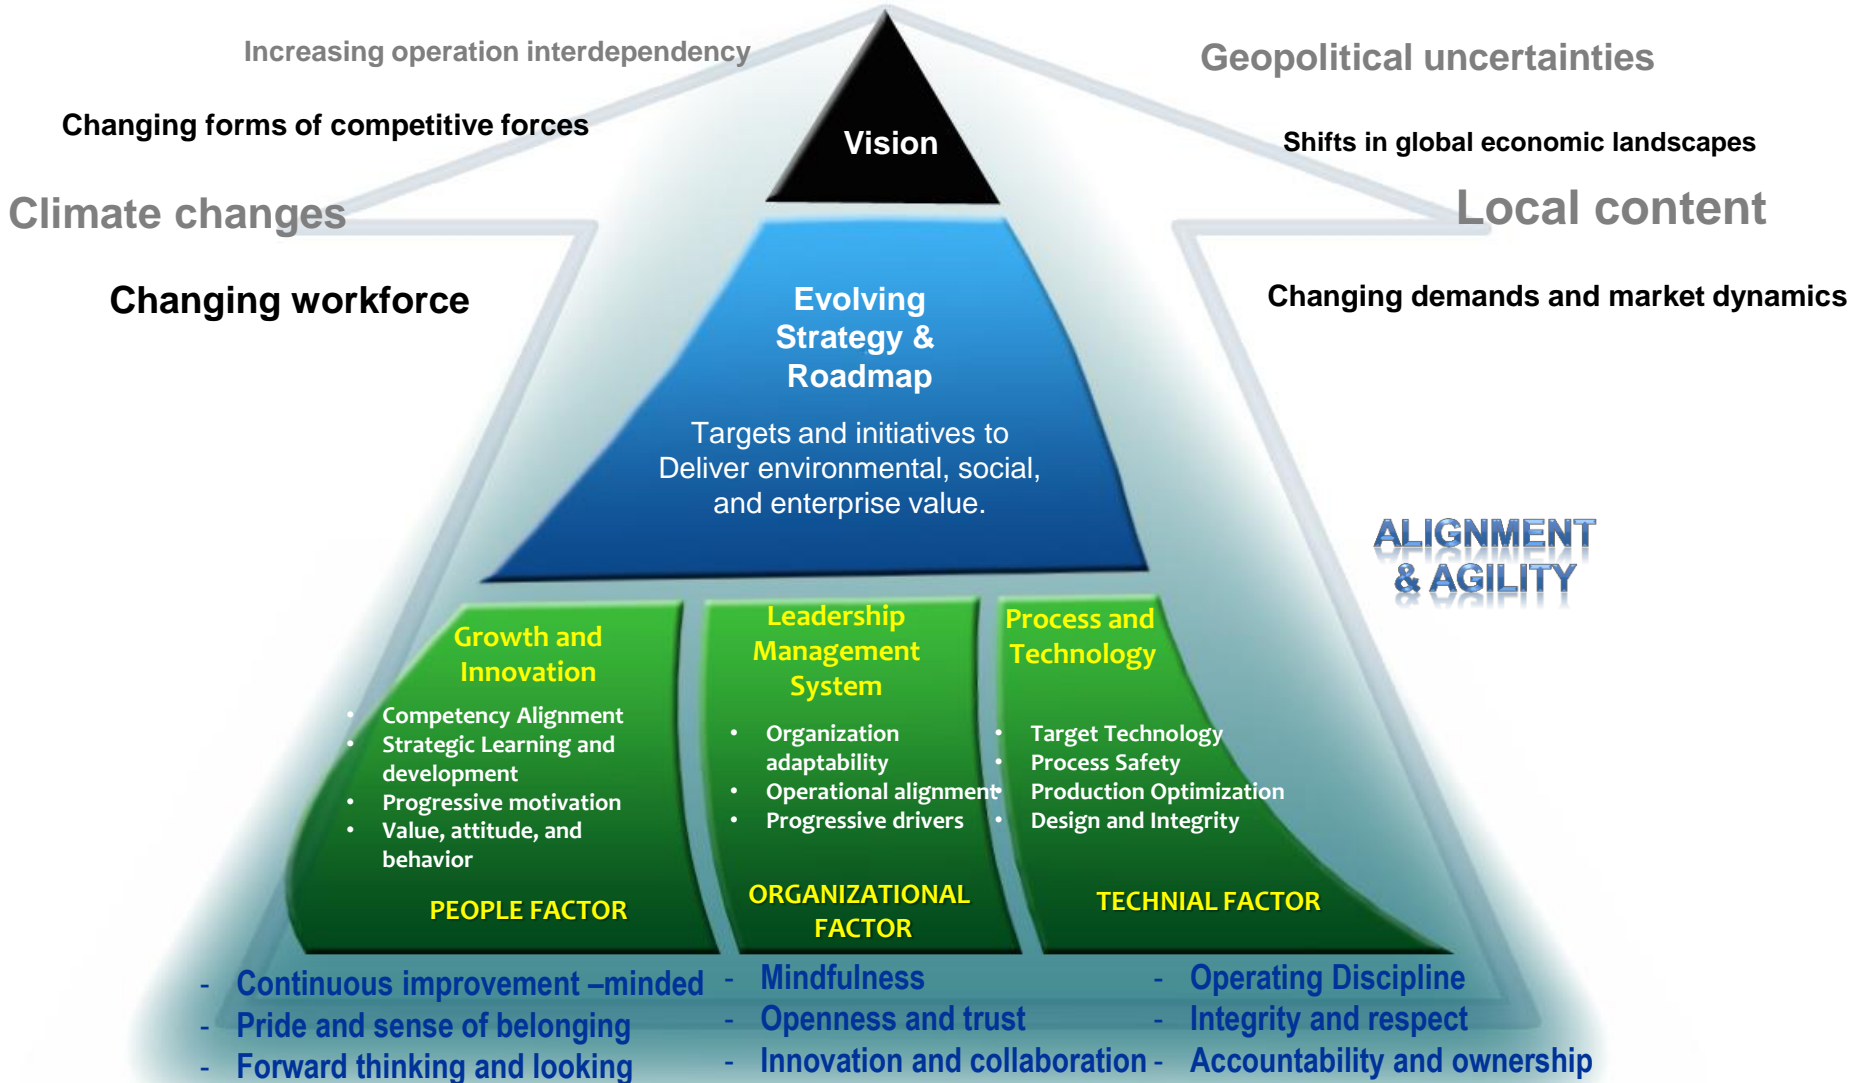 Increasing operation interdependency
Geopolitical uncertainties
Changing forms of competitive forces
Shifts in global economic landscapes
Climate changes
Local content
Changing workforce
Changing demands and market dynamics
Vision
Evolving
Strategy &
Roadmap
Targets and initiatives to
Deliver environmental, social,
and enterprise value.
ALIGNMENT
& AGILITY
Growth and
Innovation
• Competency Alignment
• Strategic Learning and
development
• Progressive motivation
• Value, attitude, and
behavior
PEOPLE FACTOR
Leadership
Management
System
• Organization
adaptability
• Operational alignment
• Progressive drivers
ORGANIZATIONAL
FACTOR
Process and
Technology
• Target Technology
• Process Safety
• Production Optimization
• Design and Integrity
TECHNIAL FACTOR
- Continuous improvement –minded
- Pride and sense of belonging
- Forward thinking and looking
- Mindfulness
- Openness and trust
- Innovation and collaboration
- Operating Discipline
- Integrity and respect
- Accountability and ownership